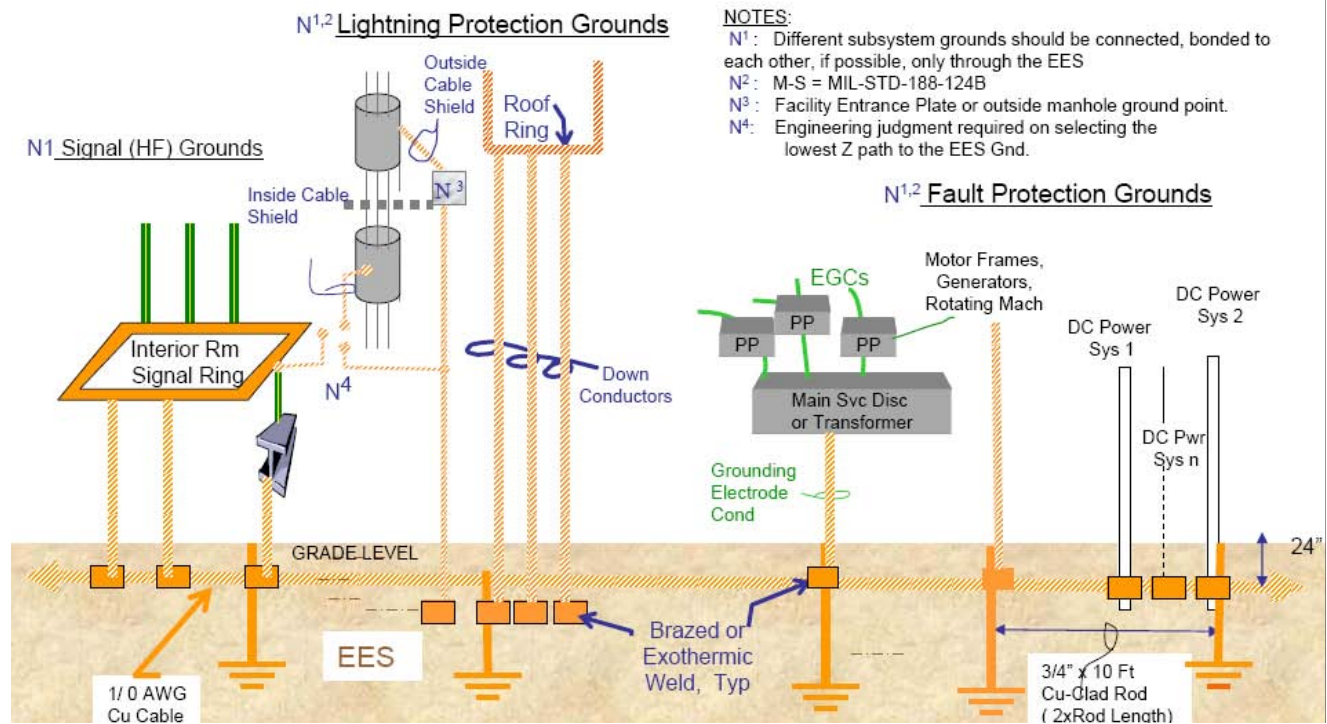 N1,2 Lightning Protection Grounds
NOTES:
N1 : Different subsystem grounds should be connected, bonded to
each other, if possible, only through the EES
N2 : M-S = MIL-STD-188-124B
N3 : Facility Entrance Plate or outside manhole ground point.
N4: Engineering judgment required on selecting the
lowest Z path to the EES Gnd.
Outside
Cable
Shield
Roof
Ring
N1 Signal (HF) Grounds
N 3
Inside Cable
Shield
N1,2 Fault Protection Grounds
Interior Rm
Signal Ring
N4
Down
Conductors
EGCs
PP
PP
PP
Main Svc Disc
or Transformer
Motor Frames,
Generators,
Rotating Mach
DC Power
Sys 1
DC Power
Sys 2
DC Pwr
Sys n
Grounding
Electrode
Cond
GRADE LEVEL
24"
EES
Brazed or
Exothermic
Weld, Typ
1/ 0 AWG
Cu Cable
3/4" x 10 Ft
Cu-Clad Rod
( 2xRod Length)